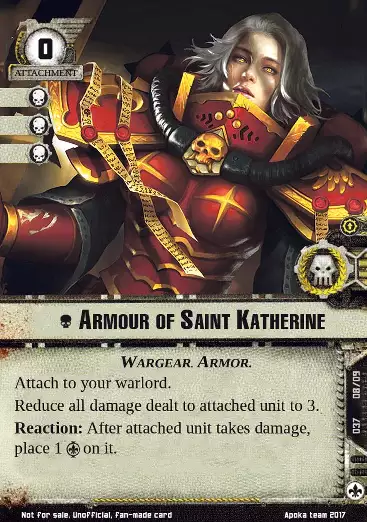 0
ATTACHMENT
ARMOUR OF SAINT KATHERINE
WARGEAR. ARMOR.
Attach to your warlord.
Reduce all damage dealt to attached unit to 3.
Reaction: After attached unit takes damage,
place 1 on it.
037 08/09
Not for sale. Unofficial, fan-made card
Apoka team 2017